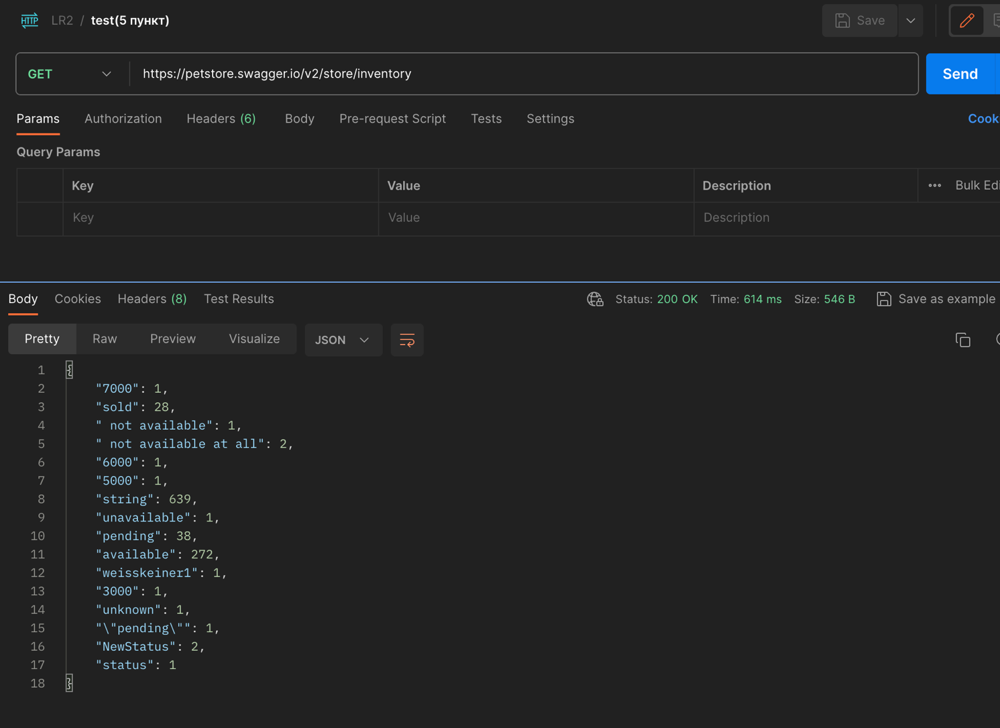 HTTP LR2 / test(5 пункт) Save
GET https://petstore.swagger.io/v2/store/inventory Send
Params Authorization Headers (6) Body Pre-request Script Tests Settings Cook
Query Params
Key Value Description ••• Bulk Edi
Key Value Description
Body Cookies Headers (8) Test Results Status: 200 OK Time: 614 ms Size: 546 B Save as example
Pretty Raw Preview Visualize JSON
1 {
2 "7000": 1,
3 "sold": 28,
4 " not available": 1,
5 " not available at all": 2,
6 "6000": 1,
7 "5000": 1,
8 "string": 639,
9 "unavailable": 1,
10 "pending": 38,
11 "available": 272,
12 "weisskeiner1": 1,
13 "3000": 1,
14 "unknown": 1,
15 "\"pending\"": 1,
16 "NewStatus": 2,
17 "status": 1
18 }